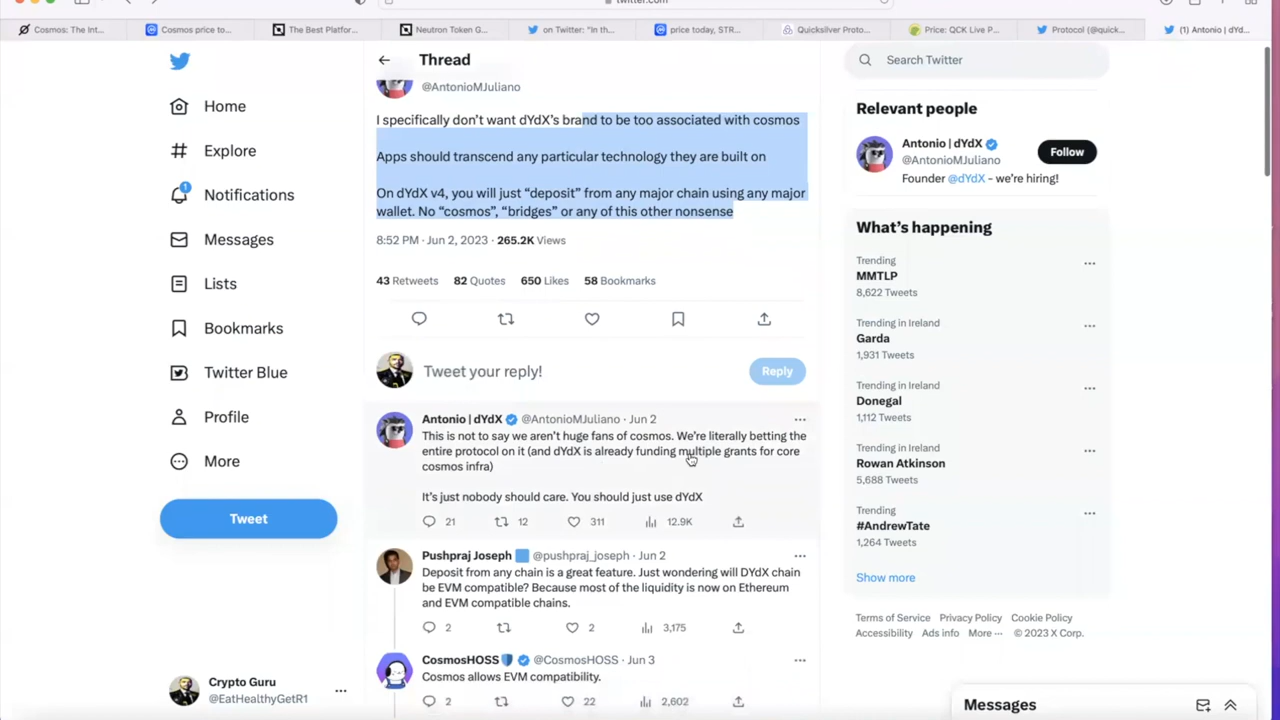 twitter.com
Cosmos: The Int...
Cosmos price to...
The Best Platfor...
Neutron Token G...
on Twitter: "In th...
price today, STR...
Quicksilver Proto...
Price: QCK Live P...
Protocol (@quick...
(1) Antonio | dYd...
Thread
@AntonioMJuliano
I specifically don't want dYdX's brand to be too associated with cosmos
Apps should transcend any particular technology they are built on
On dYdX v4, you will just "deposit" from any major chain using any major
wallet. No "cosmos", "bridges" or any of this other nonsense
8:52 PM · Jun 2, 2023 · 265.2K Views
43 Retweets 82 Quotes 650 Likes 58 Bookmarks
Tweet your reply!
Reply
Antonio | dYdX @AntonioMJuliano · Jun 2
This is not to say we aren't huge fans of cosmos. We're literally betting the
entire protocol on it (and dYdX is already funding multiple grants for core
cosmos infra)
It's just nobody should care. You should just use dYdX
21 12 311 12.9K
Pushpraj Joseph @pushpraj_joseph · Jun 2
Deposit from any chain is a great feature. Just wondering will DYdX chain
be EVM compatible? Because most of the liquidity is now on Ethereum
and EVM compatible chains.
2 2 3,175
CosmosHOSS @CosmosHOSS · Jun 3
Cosmos allows EVM compatibility.
2 22 2,602
Home
Explore
1
Notifications
Messages
Lists
Bookmarks
Twitter Blue
Profile
More
Tweet
Crypto Guru
@EatHealthyGetR1
Search Twitter
Relevant people
Antonio | dYdX
@AntonioMJuliano
Follow
Founder @dYdX - we're hiring!
What's happening
Trending
MMTLP
8,622 Tweets
Trending in Ireland
Garda
1,931 Tweets
Trending in Ireland
Donegal
1,112 Tweets
Trending in Ireland
Rowan Atkinson
5,688 Tweets
Trending
#AndrewTate
1,264 Tweets
Show more
Terms of Service Privacy Policy Cookie Policy
Accessibility Ads info More ··· © 2023 X Corp.
Messages